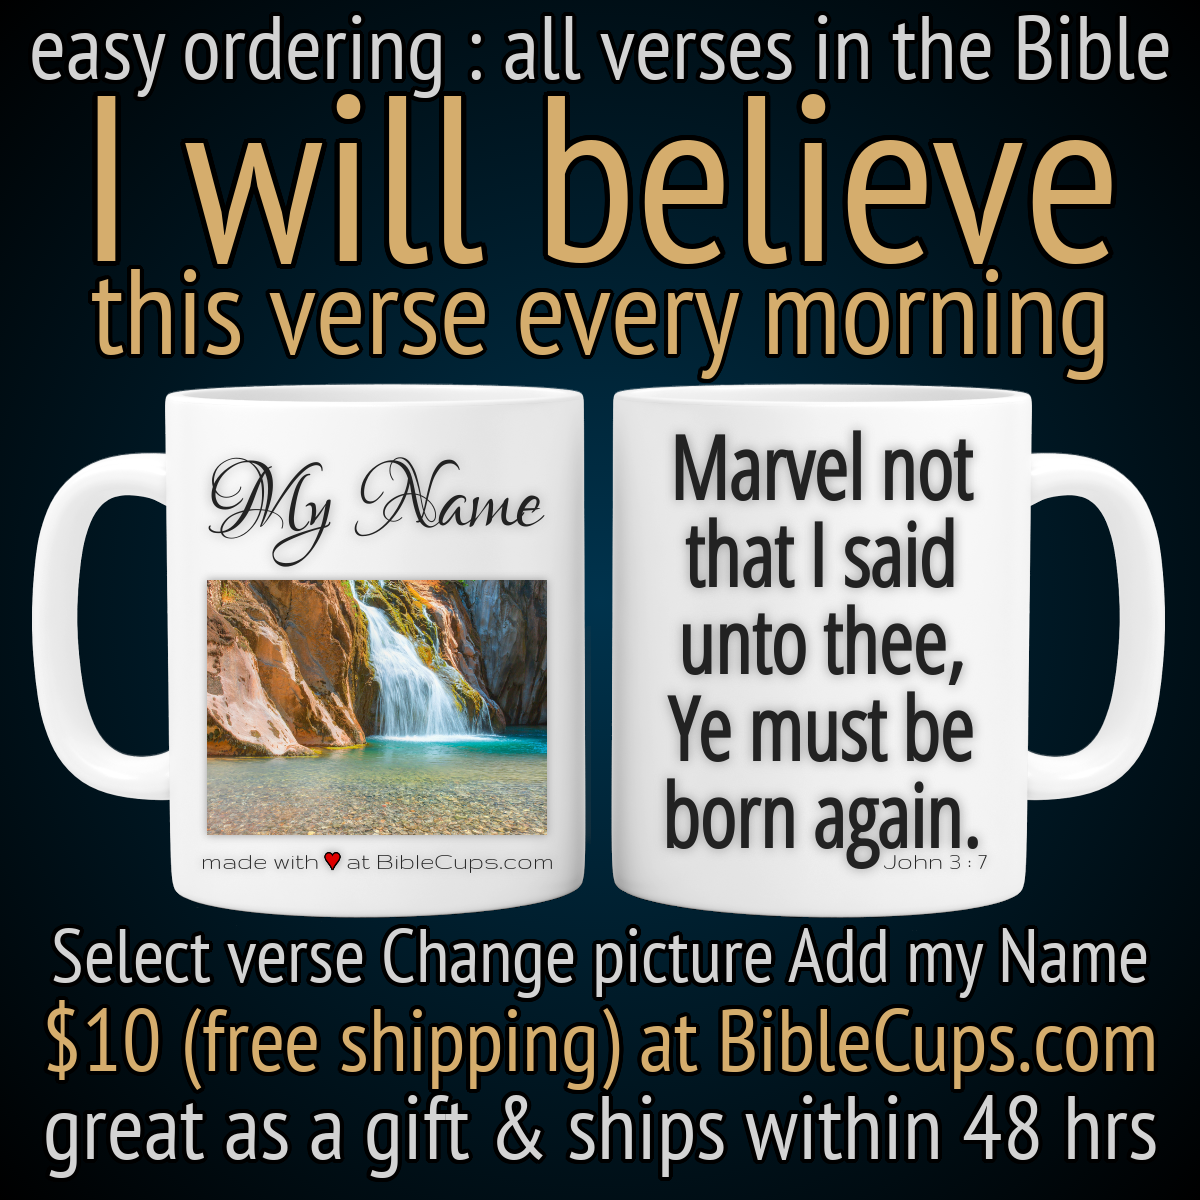 easy ordering : all verses in the Bible
I will believe
this verse every morning
My Name
made with at BibleCups.com
Marvel not
that I said
unto thee,
Ye must be
born again.
John 3 : 7
Select verse Change picture Add my Name
$10 (free shipping) at BibleCups.com
great as a gift & ships within 48 hrs